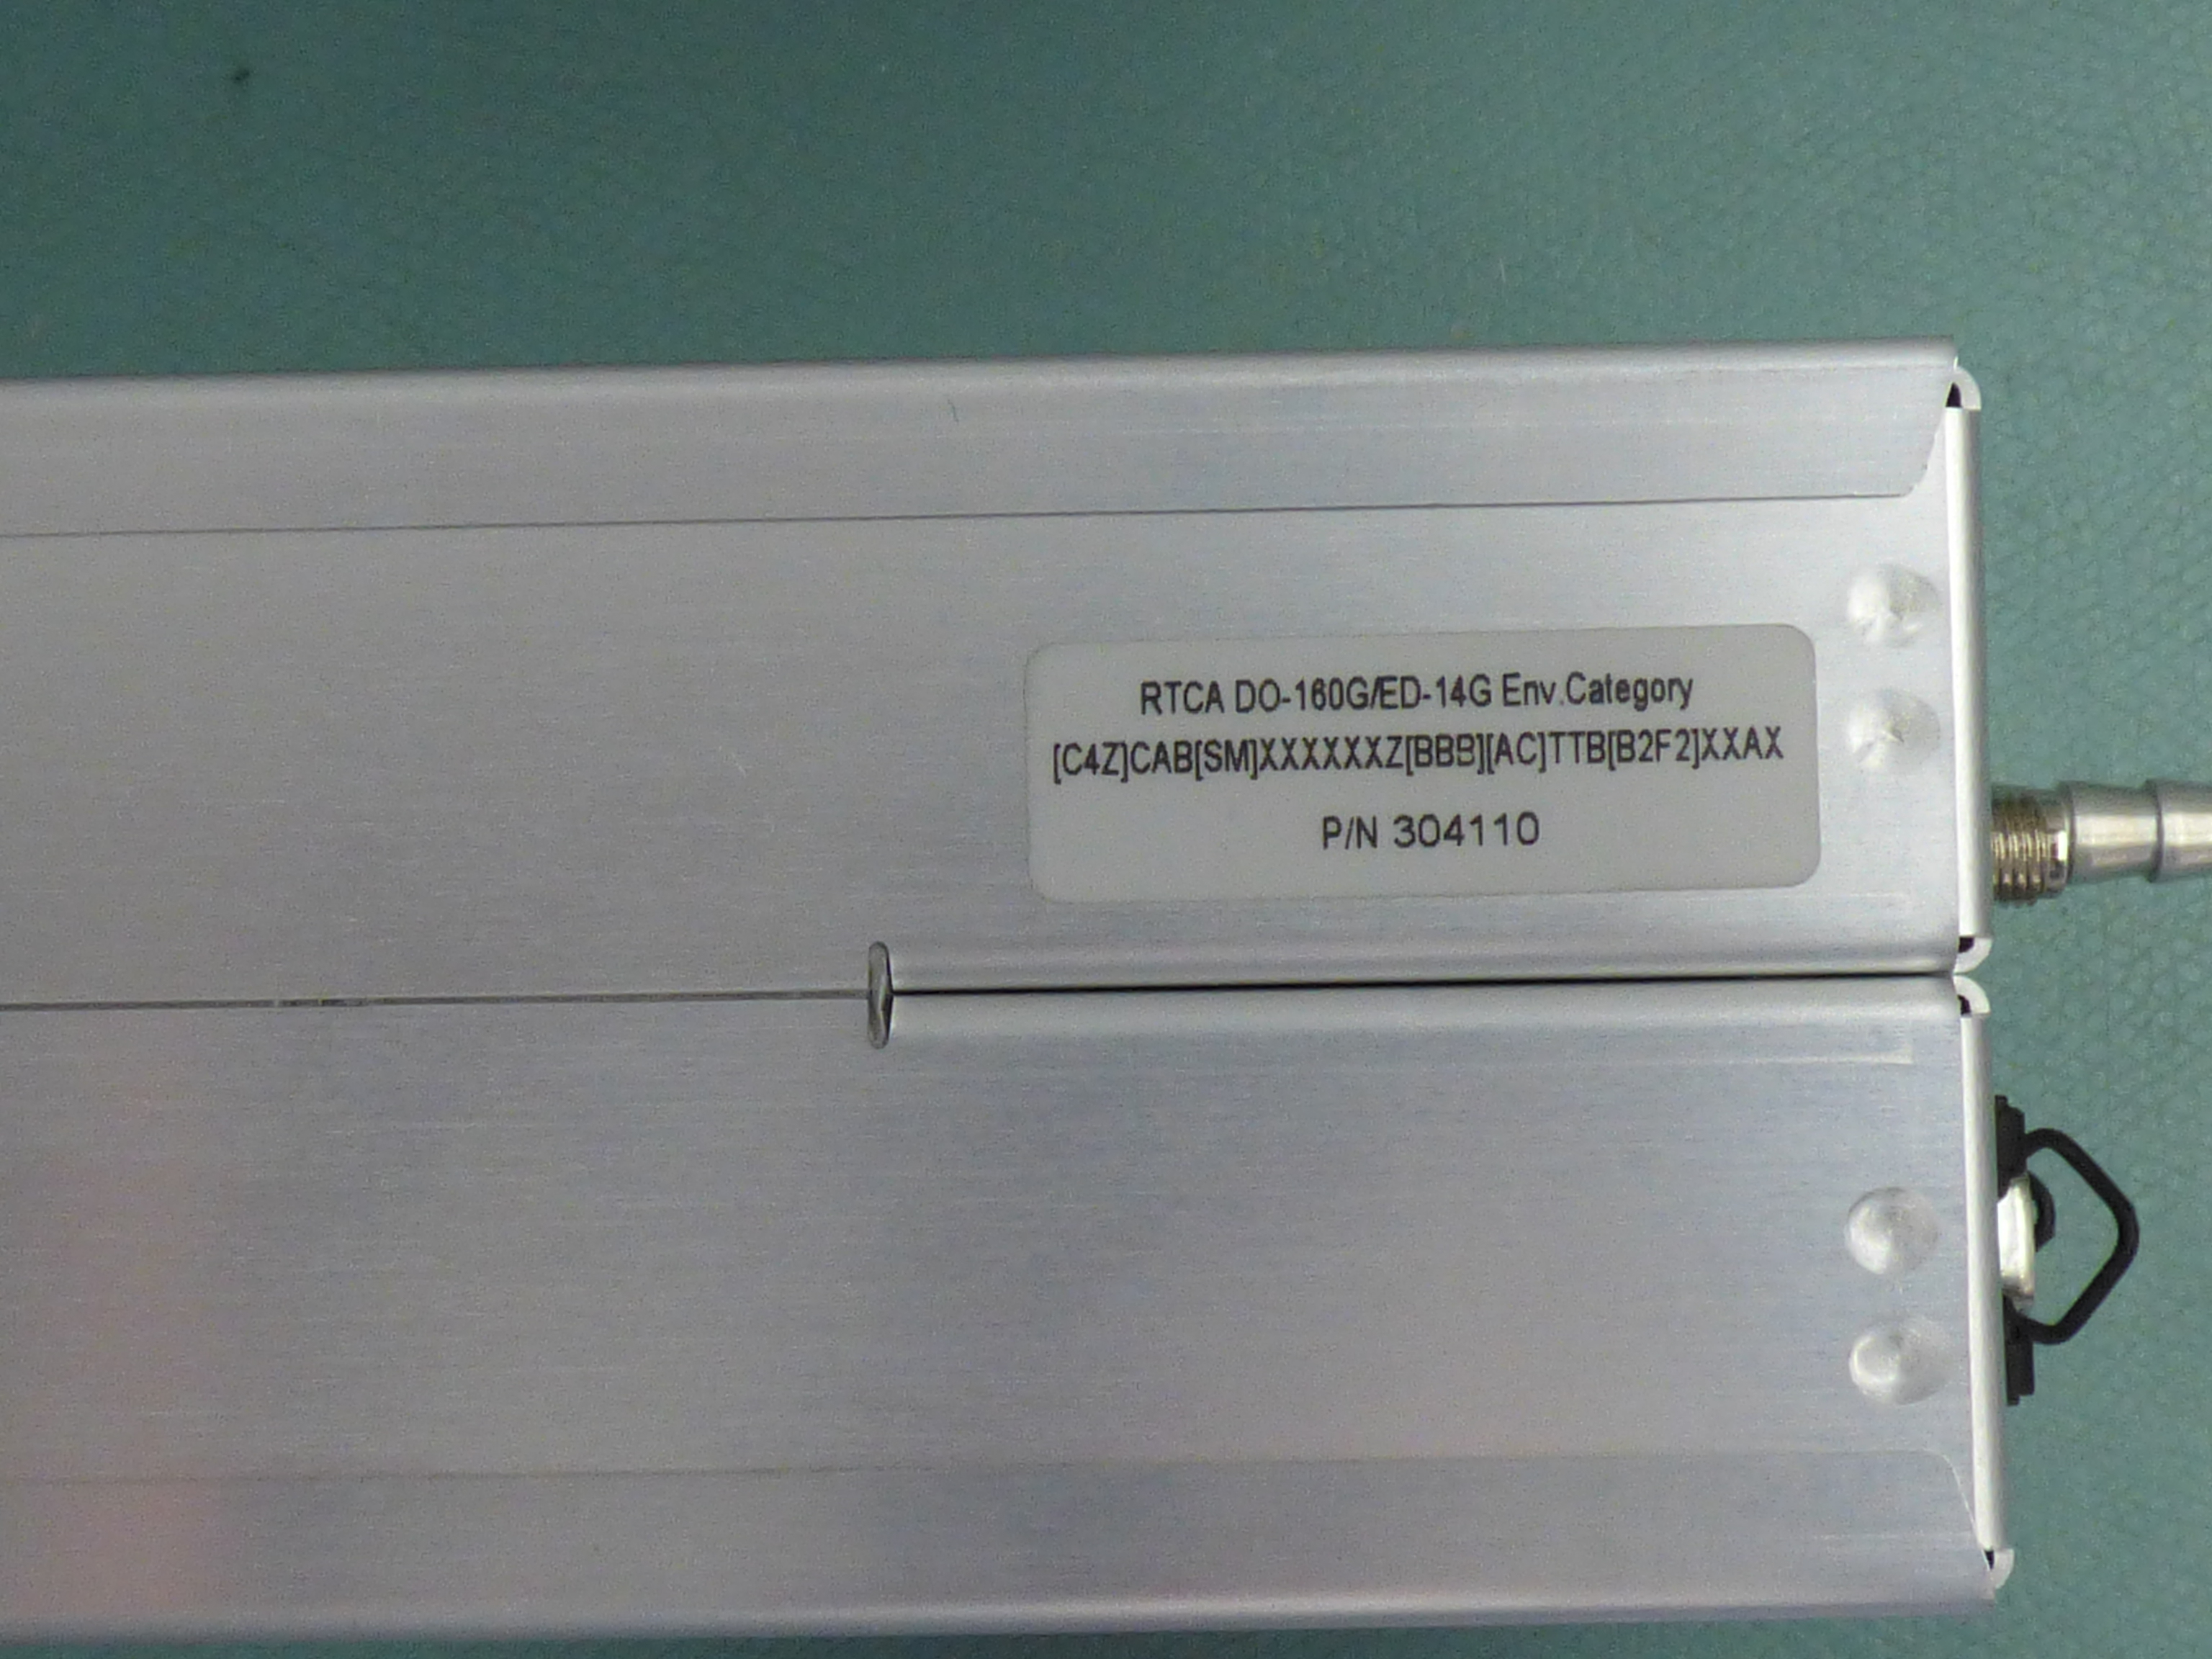 RTCA DO-160G/ED-14G Env.Category
[C4Z]CAB[SM]XXXXXXZ[BBB][AC]TTB[B2F2]XXAX
P/N 304110